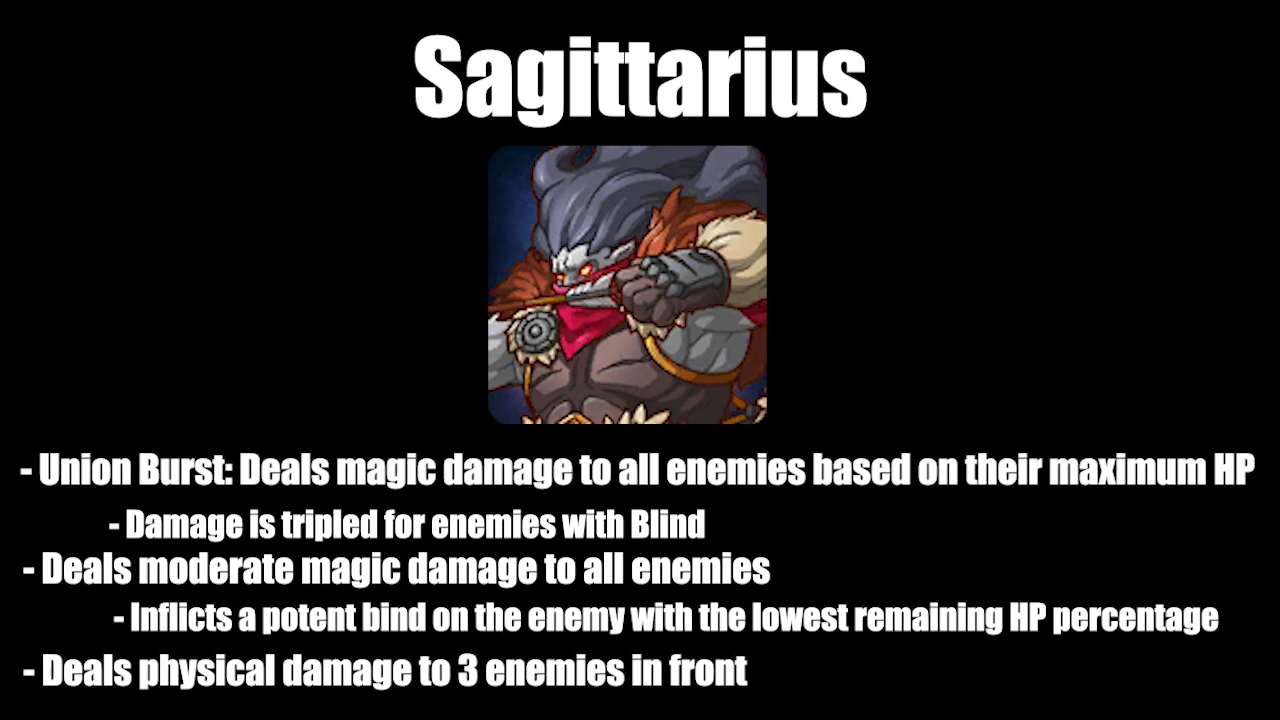 Sagittarius
- Union Burst: Deals magic damage to all enemies based on their maximum HP
- Damage is tripled for enemies with Blind
- Deals moderate magic damage to all enemies
- Inflicts a potent bind on the enemy with the lowest remaining HP percentage
- Deals physical damage to 3 enemies in front